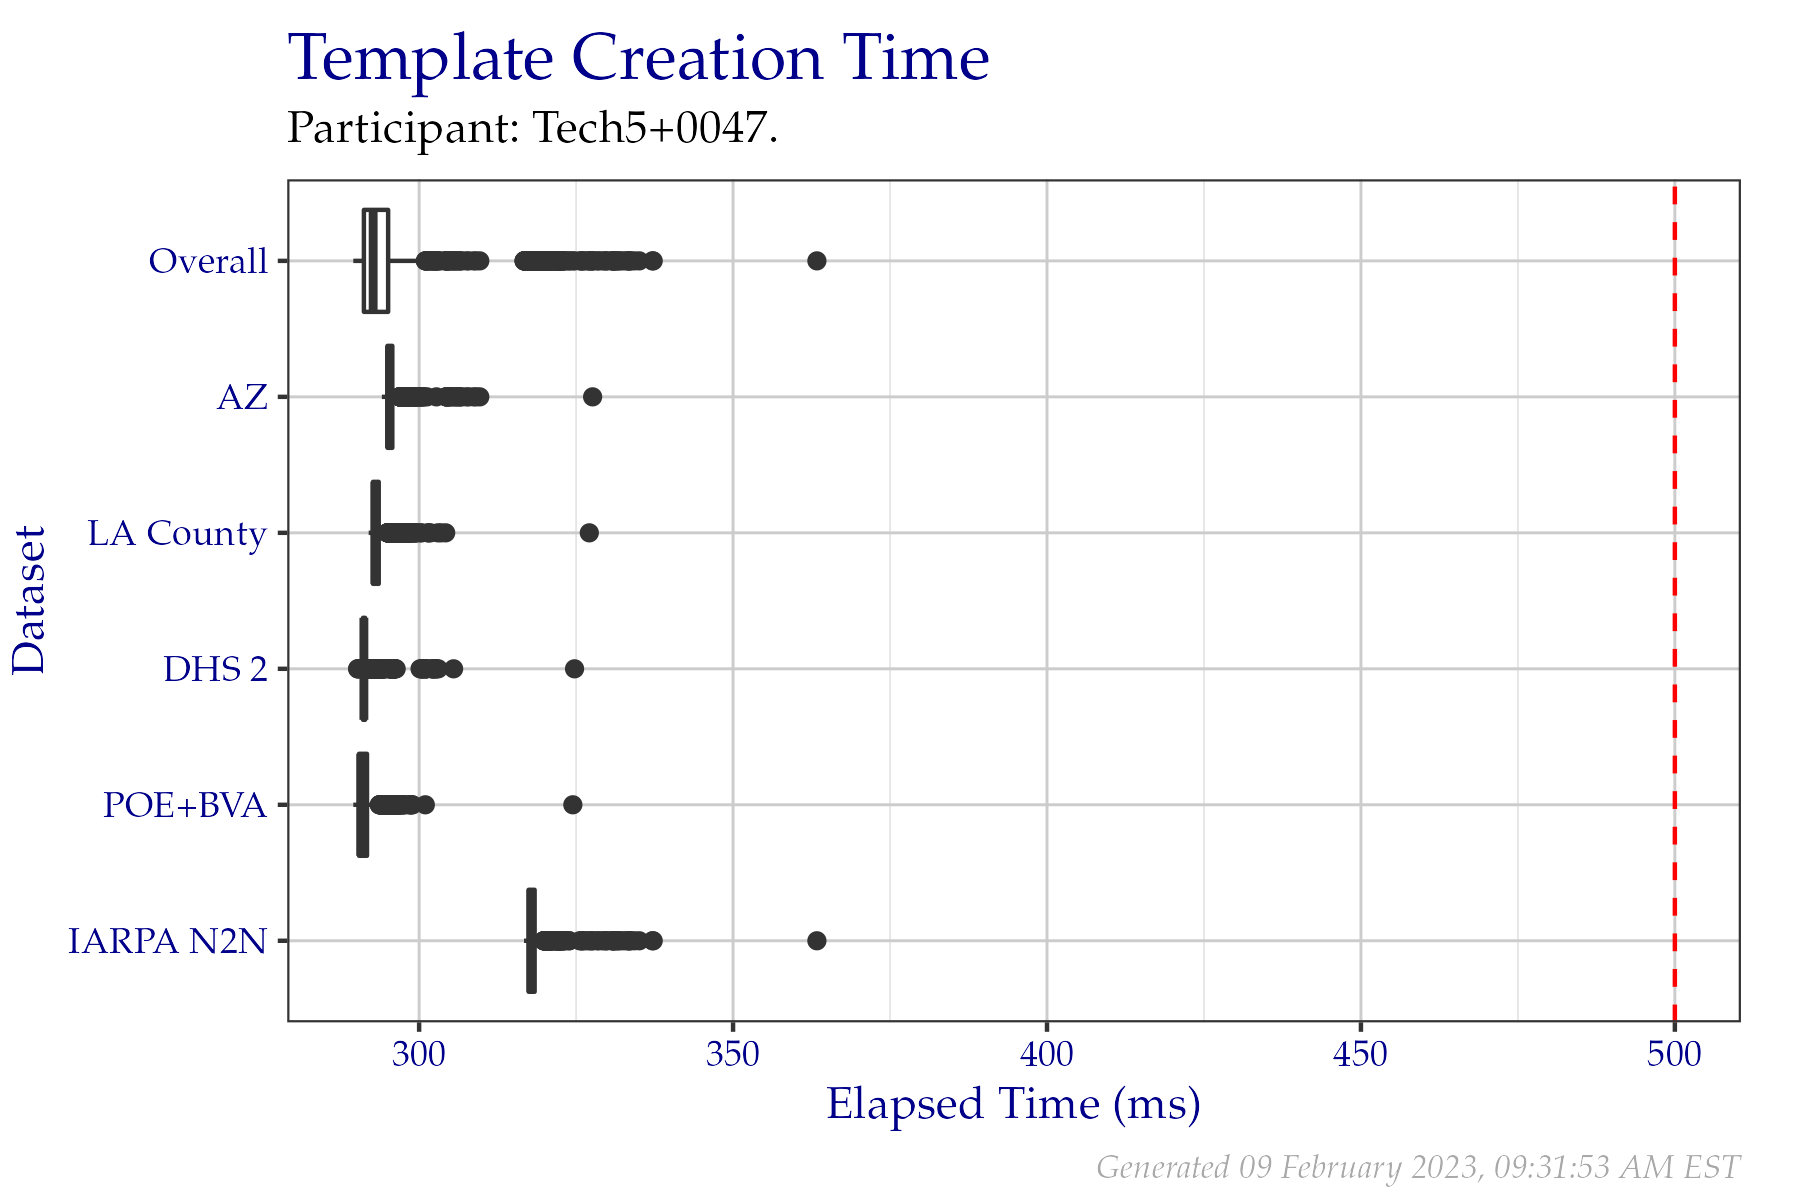 Template Creation Time
Participant: Tech5+0047.
Dataset
Overall
AZ
LA County
DHS 2
POE+BVA
IARPA N2N
300 350 400 450 500
Elapsed Time (ms)
Generated 09 February 2023, 09:31:53 AM EST